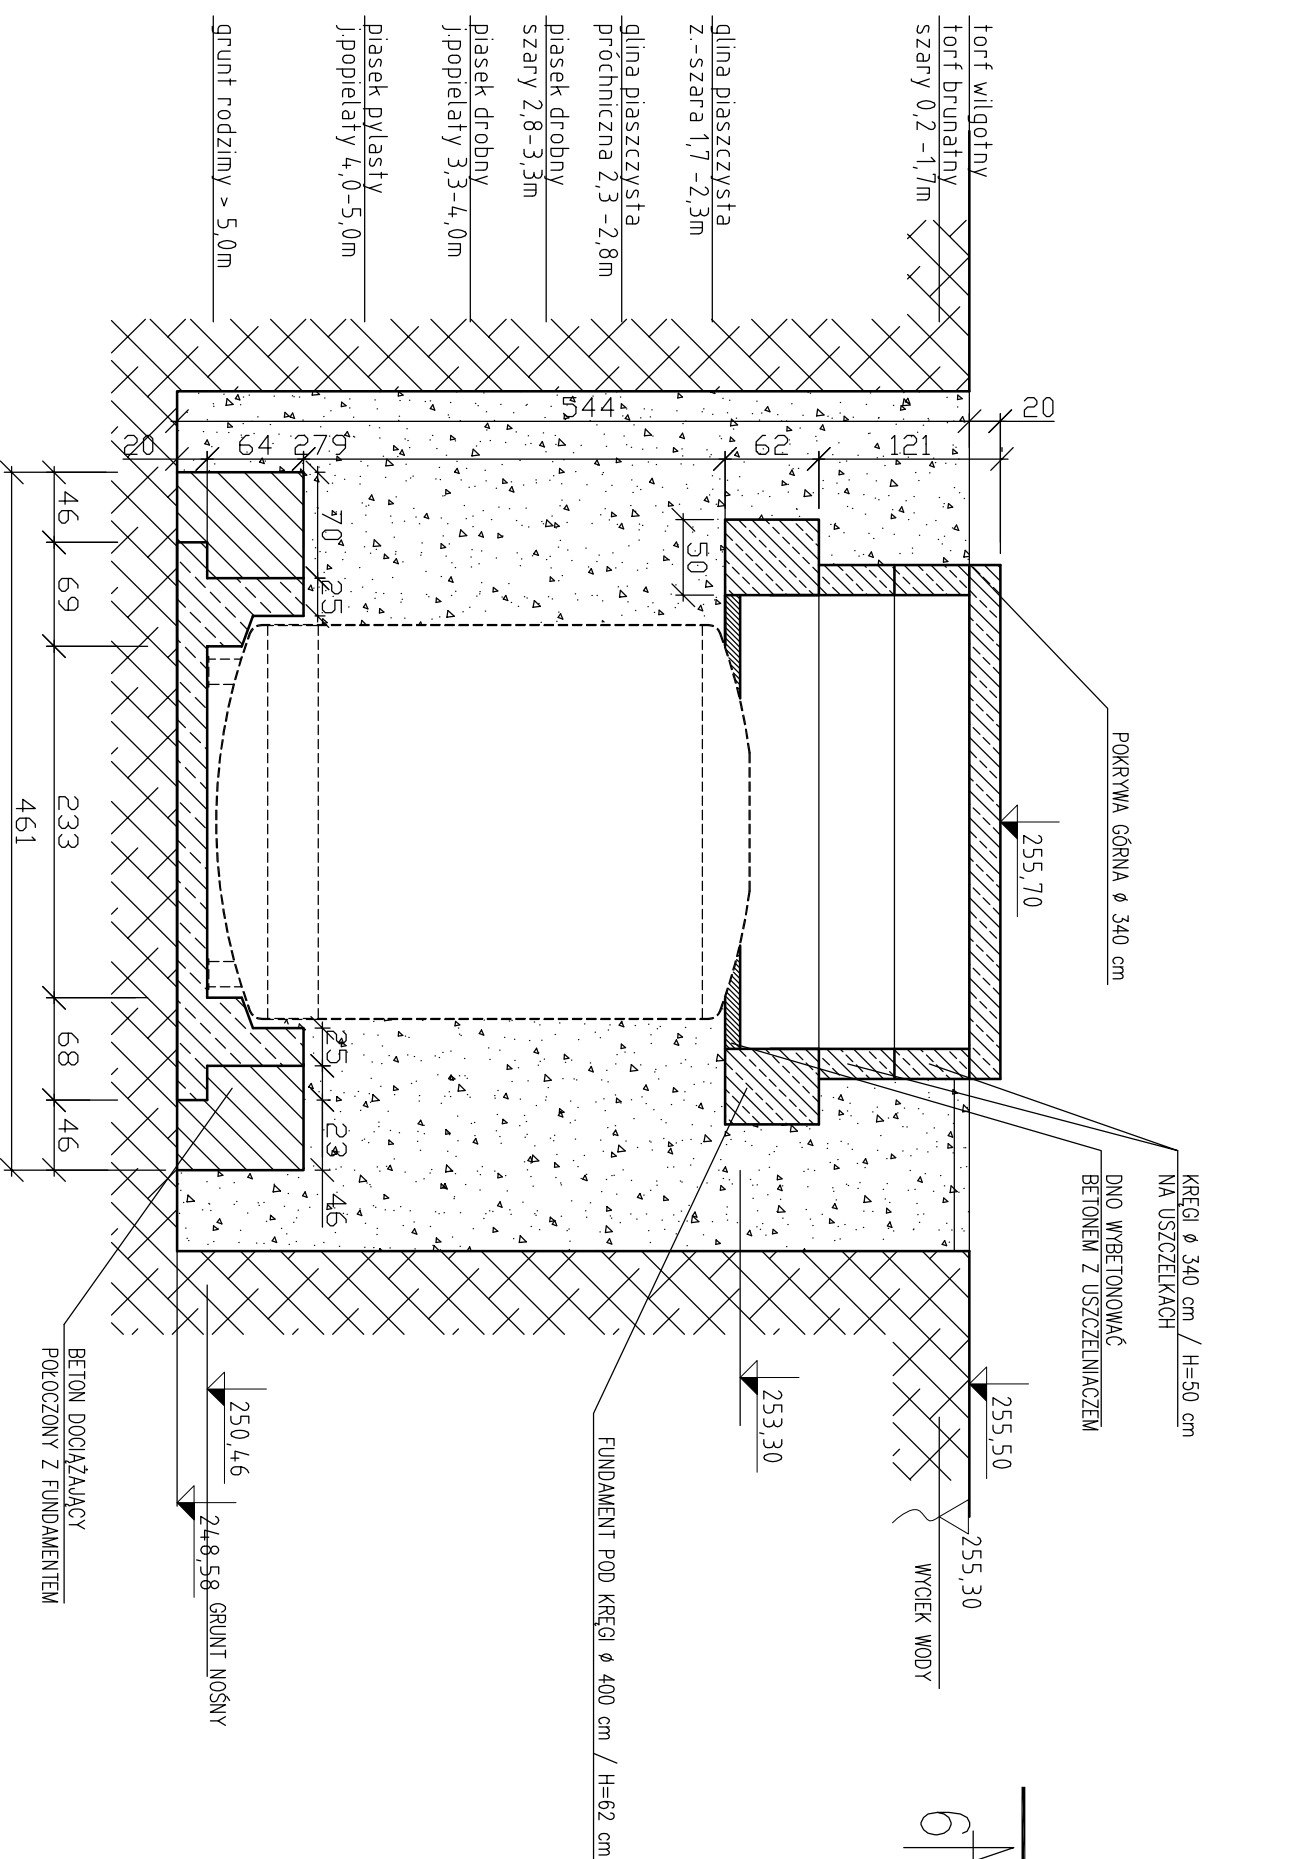 torf wilgotny
torf brunatny
szary 0,2 -1,7m
glina piaszczysta
z.-szara 1,7 -2,3m
glina piaszczysta
próchniczna 2,3 -2,8m
piasek drobny
szary 2,8-3,3m
piasek drobny
j.popielaty 3,3-4,0m
piasek pylasty
j.popielaty 4,0-5,0m
grunt rodzimy > 5,0m
20
544
121
62
279
64
20
50
70
25
25
23
46
46
69
233
68
46
461
POKRYWA GÓRNA ø 340 cm
255,70
KRĘGI ø 340 cm / H=50 cm
NA USZCZELKACH
DNO WYBETONOWAĆ
BETONEM Z USZCZELNIACZEM
255,50
255,30
WYCIEK WODY
253,30
FUNDAMENT POD KRĘGI ø 400 cm / H=62 cm
250,46
248,58 GRUNT NOŚNY
BETON DOCIĄŻAJĄCY
POŁOCZONY Z FUNDAMENTEM
6